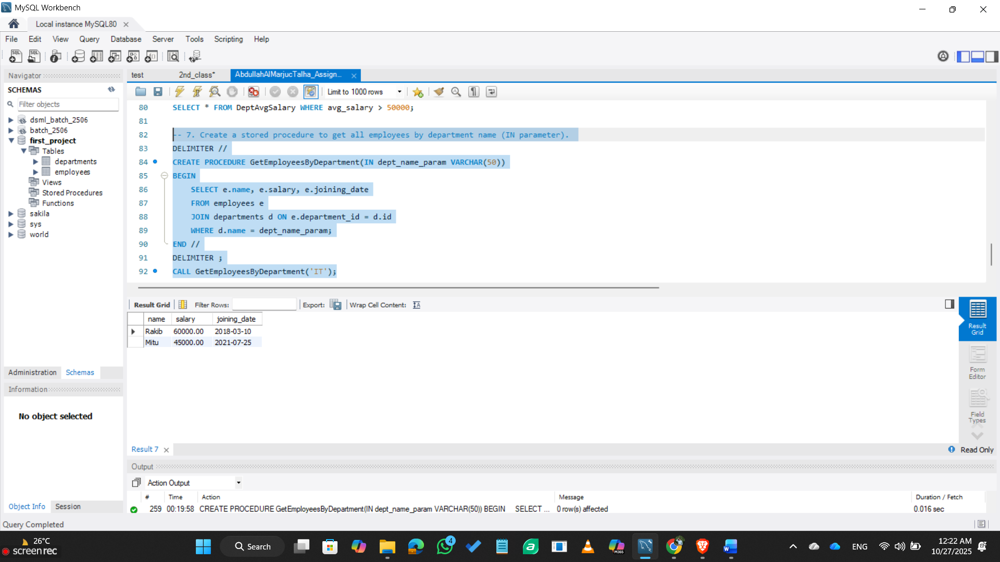 MySQL Workbench
Local instance MySQL80
File Edit View Query Database Server Tools Scripting Help
Navigator
SCHEMAS
Filter objects
dsml_batch_2506
batch_2506
first_project
Tables
departments
employees
Views
Stored Procedures
Functions
sakila
sys
world
Administration Schemas
Information
No object selected
Object Info Session
Query Completed
test 2nd_class* AbdullahAlMarjucTalha_Assign...
Limit to 1000 rows
80 SELECT * FROM DeptAvgSalary WHERE avg_salary > 50000;
81
82 -- 7. Create a stored procedure to get all employees by department name (IN parameter).
83 DELIMITER //
84 CREATE PROCEDURE GetEmployeesByDepartment(IN dept_name_param VARCHAR(50))
85 BEGIN
86 SELECT e.name, e.salary, e.joining_date
87 FROM employees e
88 JOIN departments d ON e.department_id = d.id
89 WHERE d.name = dept_name_param;
90 END //
91 DELIMITER ;
92 CALL GetEmployeesByDepartment('IT');
Result Grid Filter Rows: Export: Wrap Cell Content:
name salary joining_date
Rakib 60000.00 2018-03-10
Mitu 45000.00 2021-07-25
Result Grid
Form Editor
Field Types
Result 7
Read Only
Output
Action Output
# Time Action Message Duration / Fetch
259 00:19:58 CREATE PROCEDURE GetEmployeesByDepartment(IN dept_name_param VARCHAR(50)) BEGIN SELECT ... 0 row(s) affected 0.016 sec
26°C
screen rec
Search
4
M365
ENG
12:22 AM
10/27/2025